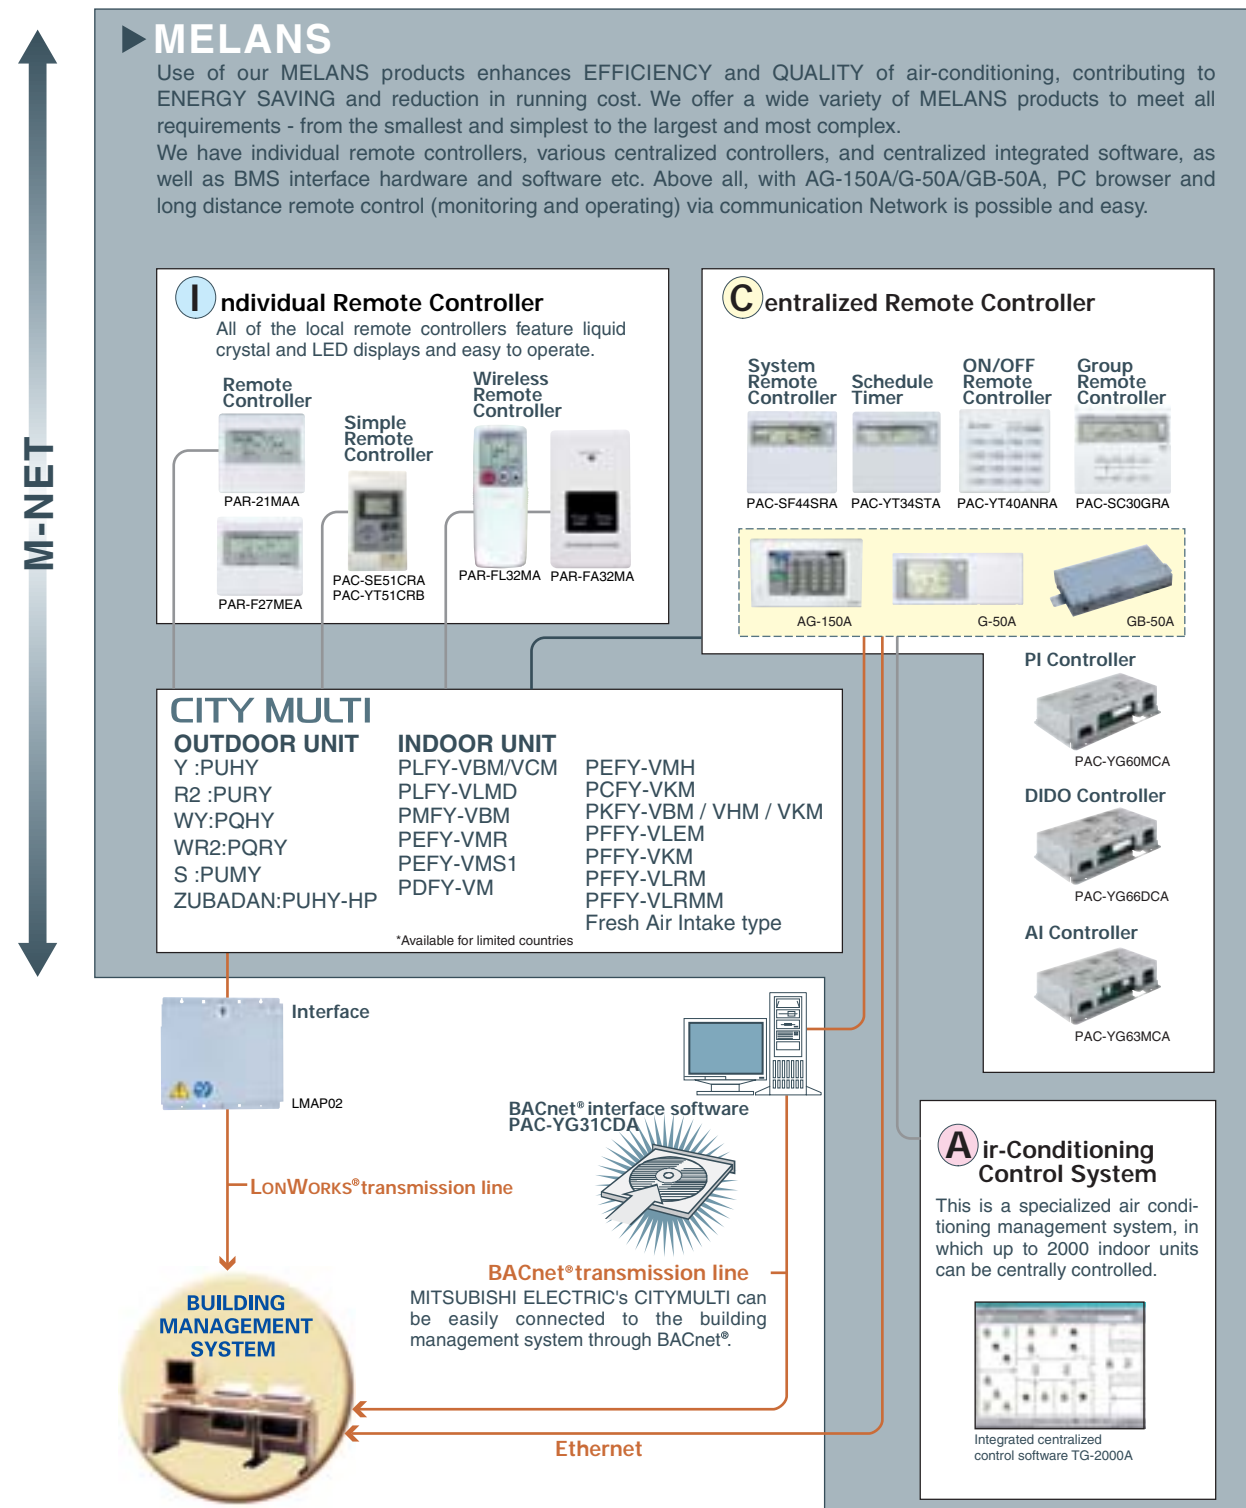 M-NET
MELANS
Use of our MELANS products enhances EFFICIENCY and QUALITY of air-conditioning, contributing to
ENERGY SAVING and reduction in running cost. We offer a wide variety of MELANS products to meet all
requirements - from the smallest and simplest to the largest and most complex.
We have individual remote controllers, various centralized controllers, and centralized integrated software, as
well as BMS interface hardware and software etc. Above all, with AG-150A/G-50A/GB-50A, PC browser and
long distance remote control (monitoring and operating) via communication Network is possible and easy.
Individual Remote Controller
All of the local remote controllers feature liquid
crystal and LED displays and easy to operate.
Remote
Controller
PAR-21MAA
PAR-F27MEA
Simple
Remote
Controller
PAC-SE51CRA
PAC-YT51CRB
Wireless
Remote
Controller
PAR-FL32MA PAR-FA32MA
Centralized Remote Controller
System
Remote
Controller
PAC-SF44SRA
Schedule
Timer
PAC-YT34STA
ON/OFF
Remote
Controller
PAC-YT40ANRA
Group
Remote
Controller
PAC-SC30GRA
AG-150A
G-50A
GB-50A
PI Controller
PAC-YG60MCA
DIDO Controller
PAC-YG66DCA
AI Controller
PAC-YG63MCA
CITY MULTI
OUTDOOR UNIT
Y :PUHY
R2 :PURY
WY:PQHY
WR2:PQRY
S :PUMY
ZUBADAN:PUHY-HP
INDOOR UNIT
PLFY-VBM/VCM
PLFY-VLMD
PMFY-VBM
PEFY-VMR
PEFY-VMS1
PDFY-VM
PEFY-VMH
PCFY-VKM
PKFY-VBM / VHM / VKM
PFFY-VLEM
PFFY-VKM
PFFY-VLRM
PFFY-VLRMM
Fresh Air Intake type
*Available for limited countries
Interface
LMAP02
LONWORKS® transmission line
BACnet® interface software
PAC-YG31CDA
BACnet® transmission line
MITSUBISHI ELECTRIC's CITYMULTI can
be easily connected to the building
management system through BACnet®.
BUILDING
MANAGEMENT
SYSTEM
Ethernet
Air-Conditioning
Control System
This is a specialized air condi-
tioning management system, in
which up to 2000 indoor units
can be centrally controlled.
Integrated centralized
control software TG-2000A